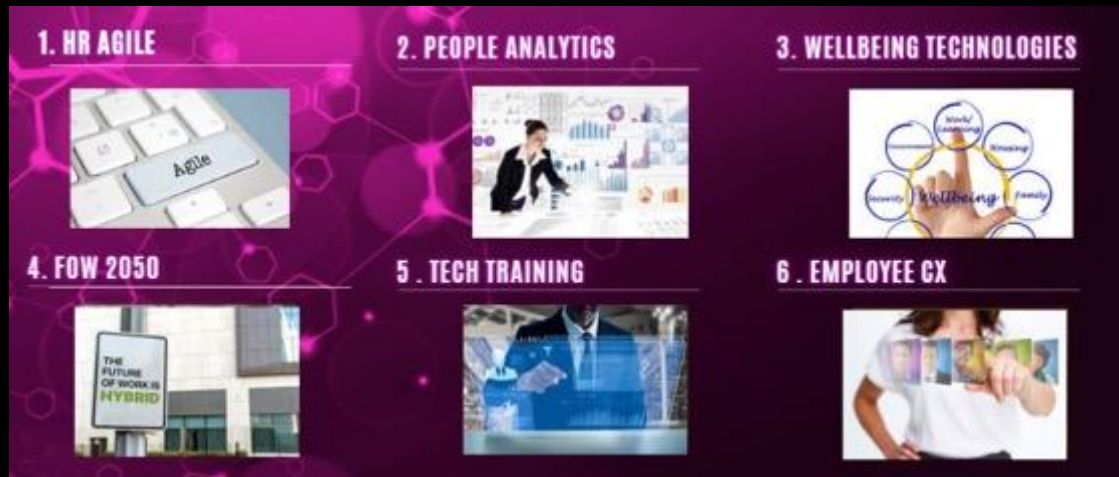 1. HR AGILE
2. PEOPLE ANALYTICS
3. WELLBEING TECHNOLOGIES
Agile
Work/
Learning
Housing
Security
Wellbeing
Family
4. FOW 2050
5 . TECH TRAINING
6 . EMPLOYEE CX
THE
FUTURE
OF WORK IS
HYBRID